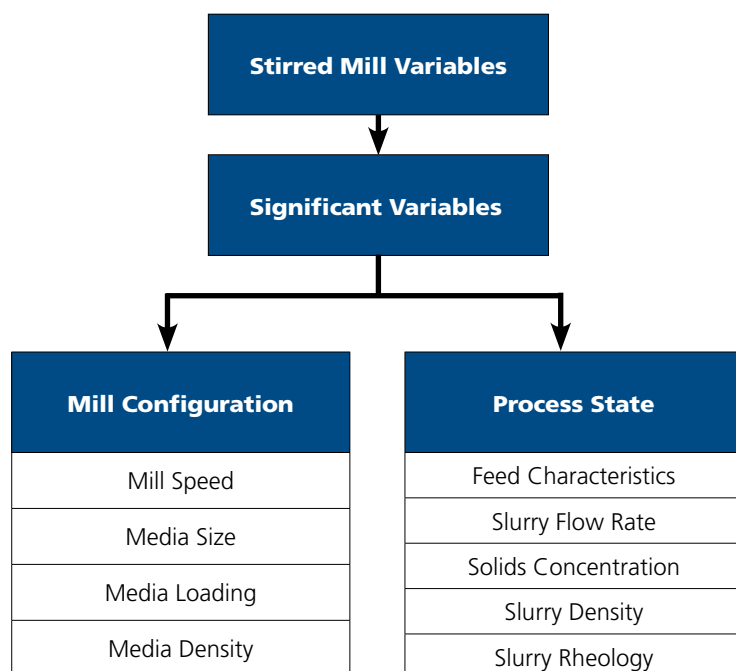 Stirred Mill Variables
Significant Variables
Mill Configuration
Mill Speed
Media Size
Media Loading
Media Density
Process State
Feed Characteristics
Slurry Flow Rate
Solids Concentration
Slurry Density
Slurry Rheology